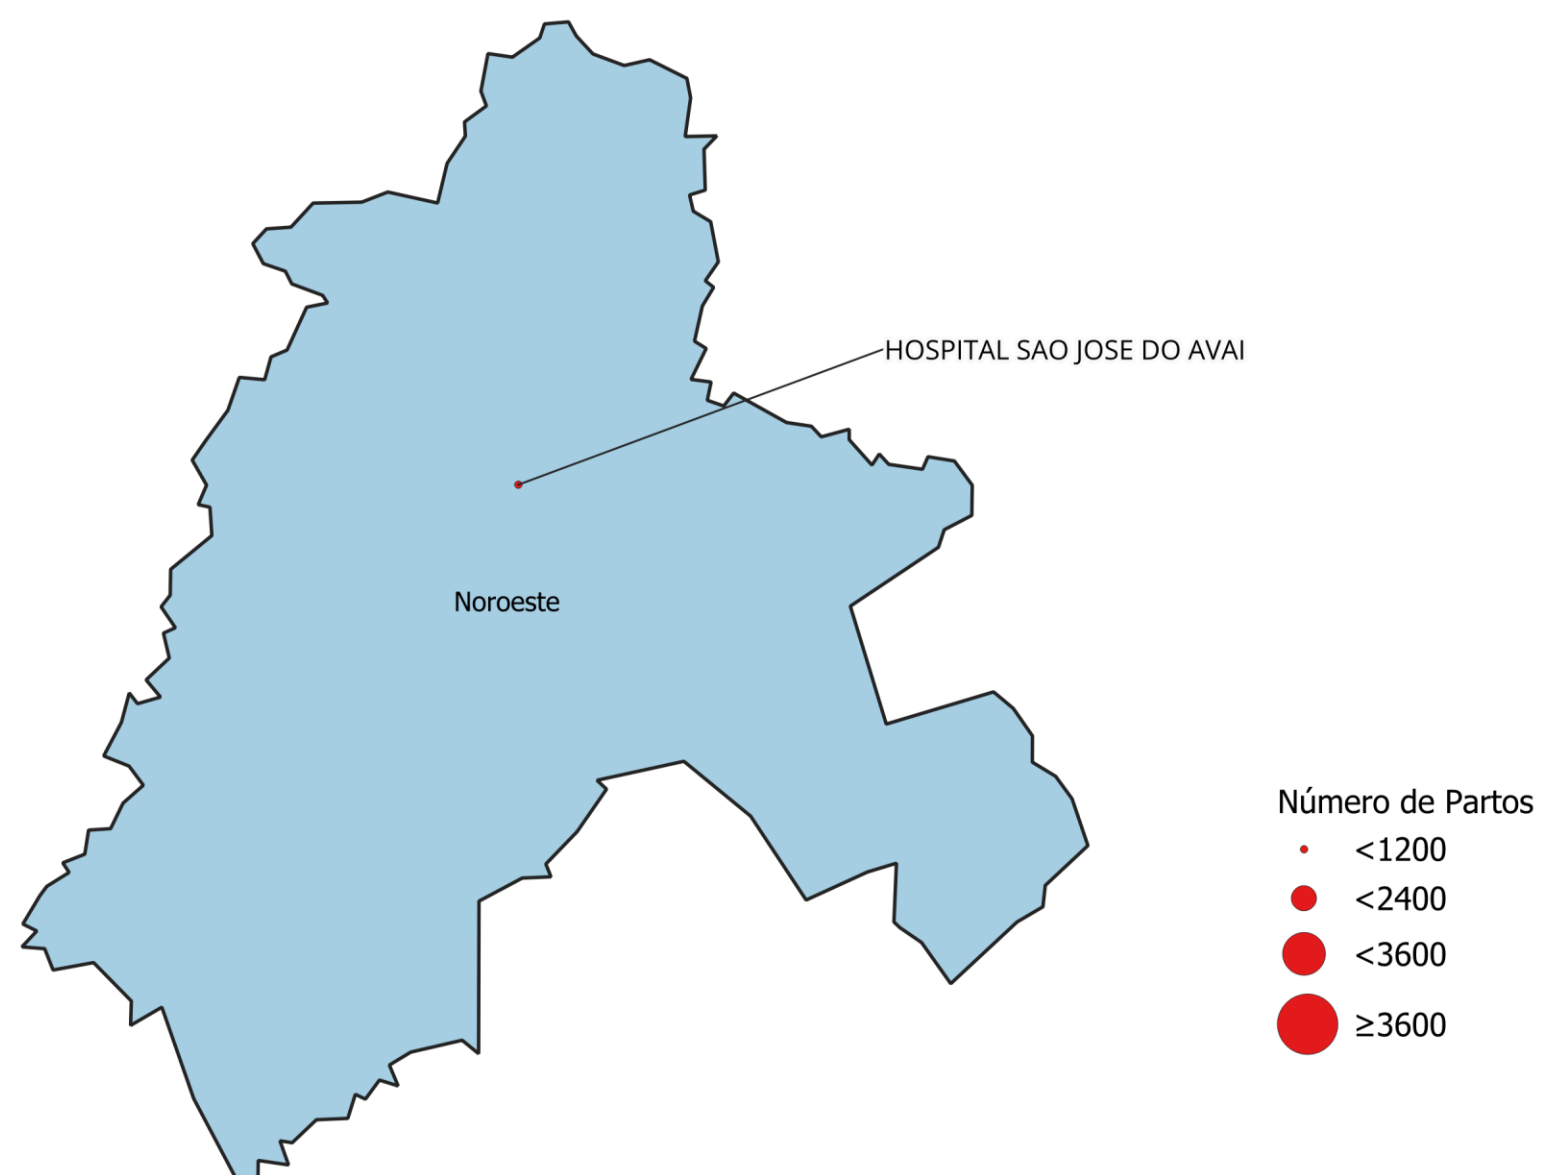 HOSPITAL SAO JOSE DO AVAI
Noroeste
Número de Partos
<1200
<2400
<3600
≥3600